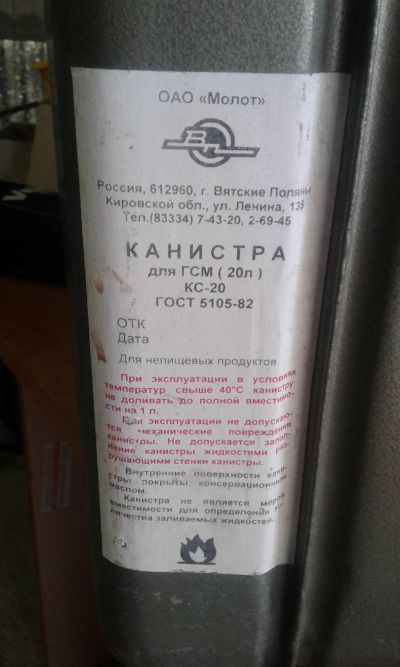 ОАО «Молот»
ВП
Россия, 612960, г. Вятские Поляны
Кировской обл., ул. Ленина, 135
Тел.(83334) 7-43-20, 2-69-45
КАНИСТРА
для ГСМ ( 20л )
КС-20
ГОСТ 5105-82
ОТК
Дата
Для непищевых продуктов
При эксплуатации в условиях
температур свыше 40°С канистру
не доливать до полной вместимо-
сти на 1 л.
При эксплуатации не допускаю-
тся механические повреждения
канистры. Не допускается запол-
нение канистры жидкостями раз-
рушающими стенки канистры.
Внутренние поверхности кани-
стры покрыты консервационным
маслом.
Канистра не является мерой
вместимости для определения ко-
личества заливаемых жидкостей.